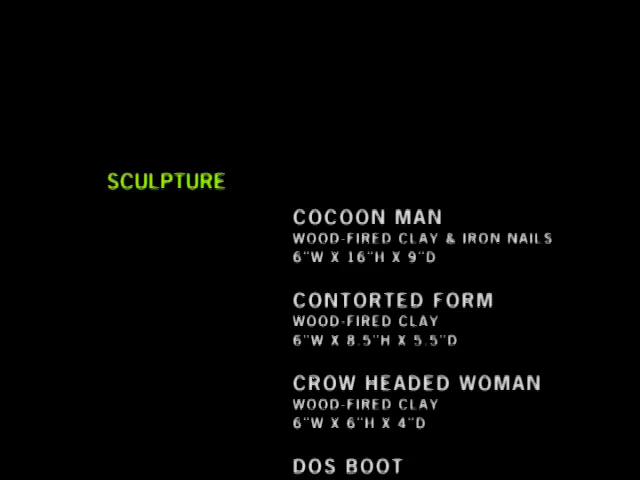 SCULPTURE
COCOON MAN
WOOD-FIRED CLAY & IRON NAILS
6"W X 16"H X 9"D
CONTORTED FORM
WOOD-FIRED CLAY
6"W X 8.5"H X 5.5"D
CROW HEADED WOMAN
WOOD-FIRED CLAY
6"W X 6"H X 4"D
DOS BOOT